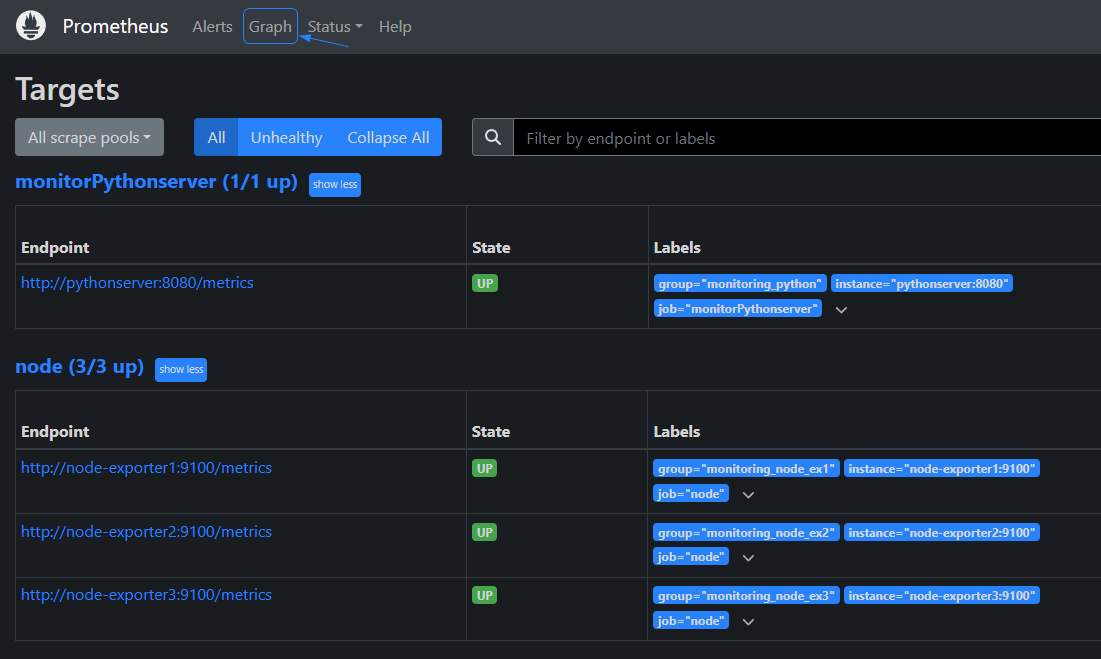 Prometheus Alerts Graph Status Help
Targets
All scrape pools All Unhealthy Collapse All Filter by endpoint or labels
monitorPythonserver (1/1 up) show less
Endpoint State Labels
http://pythonserver:8080/metrics UP group="monitoring_python" instance="pythonserver:8080"
job="monitorPythonserver"
node (3/3 up) show less
Endpoint State Labels
http://node-exporter1:9100/metrics UP group="monitoring_node_ex1" instance="node-exporter1:9100"
job="node"
http://node-exporter2:9100/metrics UP group="monitoring_node_ex2" instance="node-exporter2:9100"
job="node"
http://node-exporter3:9100/metrics UP group="monitoring_node_ex3" instance="node-exporter3:9100"
job="node"